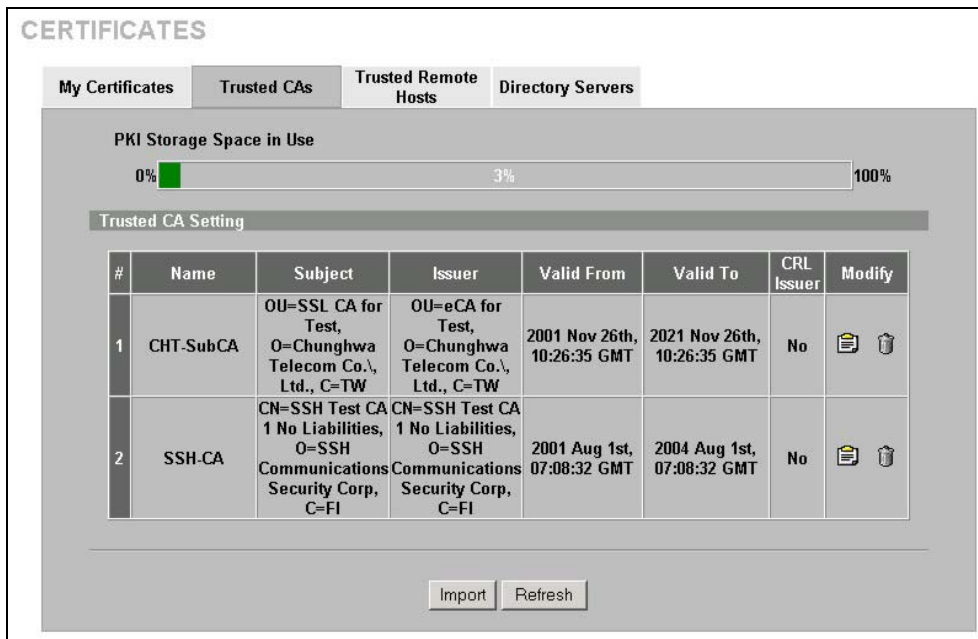 CERTIFICATES
My Certificates
Trusted CAs
Trusted Remote
Hosts
Directory Servers
PKI Storage Space in Use
0%
3%
100%
Trusted CA Setting
#
Name
Subject
Issuer
Valid From
Valid To
CRL
Issuer
Modify
1
CHT-SubCA
OU=SSL CA for
Test,
O=Chunghwa
Telecom Co.\,
Ltd., C=TW
OU=eCA for
Test,
O=Chunghwa
Telecom Co.\,
Ltd., C=TW
2001 Nov 26th,
10:26:35 GMT
2021 Nov 26th,
10:26:35 GMT
No
2
SSH-CA
CN=SSH Test CA
1 No Liabilities,
O=SSH
Communications
Security Corp,
C=FI
CN=SSH Test CA
1 No Liabilities,
O=SSH
Communications
Security Corp,
C=FI
2001 Aug 1st,
07:08:32 GMT
2004 Aug 1st,
07:08:32 GMT
No
Import
Refresh